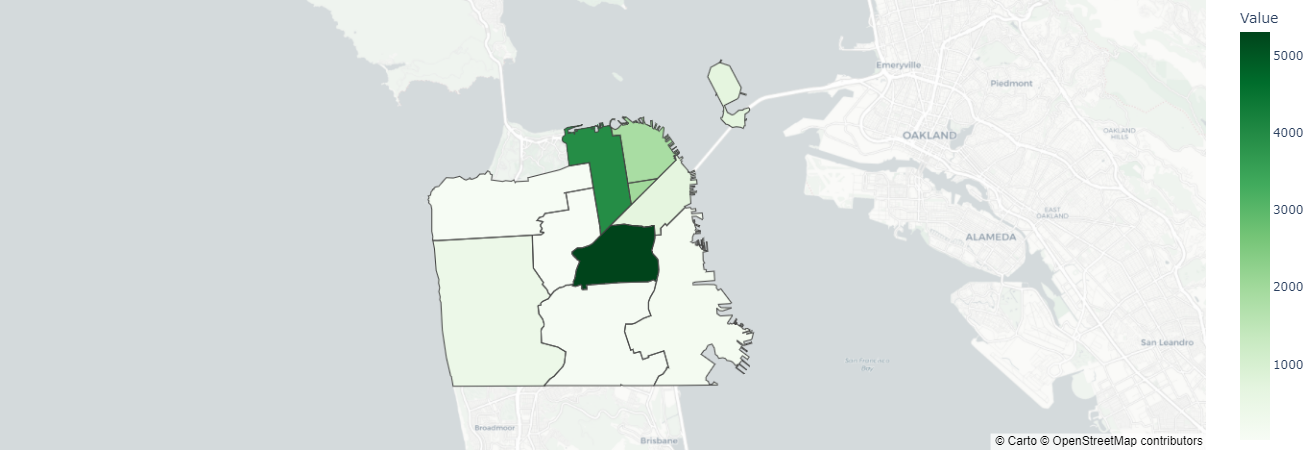 Value
5000
4000
3000
2000
1000
Emeryville
Piedmont
OAKLAND
OAKLAND
HILLS
EAST
OAKLAND
ALAMEDA
San Francisco
Bay
San Leandro
Broadmoor
Brisbane
© Carto © OpenStreetMap contributors